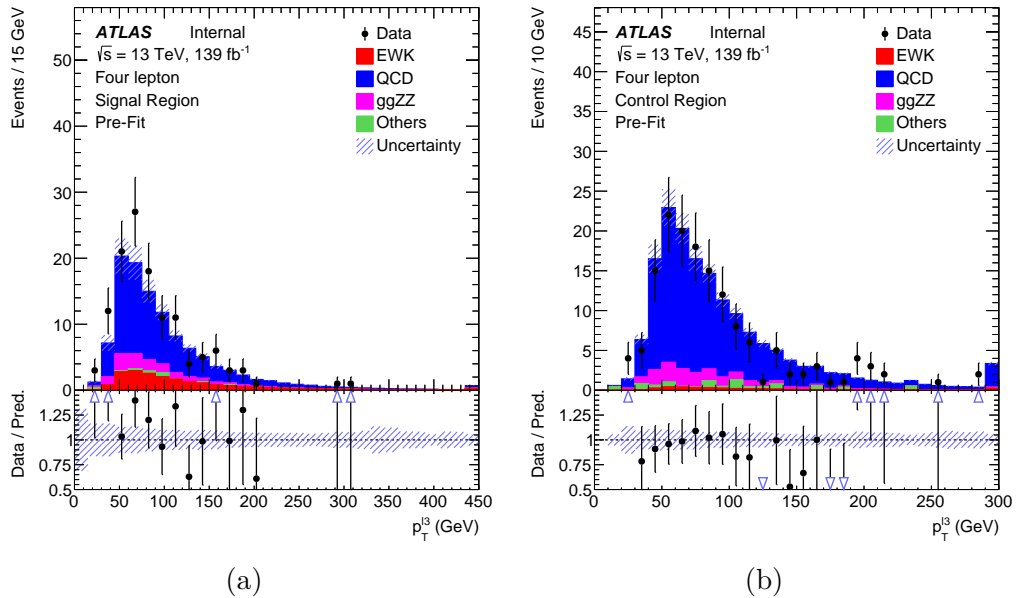 Events / 15 GeV
ATLAS Internal
√s = 13 TeV, 139 fb⁻¹
Four lepton
Signal Region
Pre-Fit
Data
EWK
QCD
ggZZ
Others
Uncertainty
50
40
30
20
10
0
Data / Pred.
1.25
1
0.75
0.5
0 50 100 150 200 250 300 350 400 450
p_T^l3 (GeV)
(a)
Events / 10 GeV
ATLAS Internal
√s = 13 TeV, 139 fb⁻¹
Four lepton
Control Region
Pre-Fit
Data
EWK
QCD
ggZZ
Others
Uncertainty
45
40
35
30
25
20
15
10
5
0
Data / Pred.
1.25
1
0.75
0.5
0 50 100 150 200 250 300
p_T^l3 (GeV)
(b)